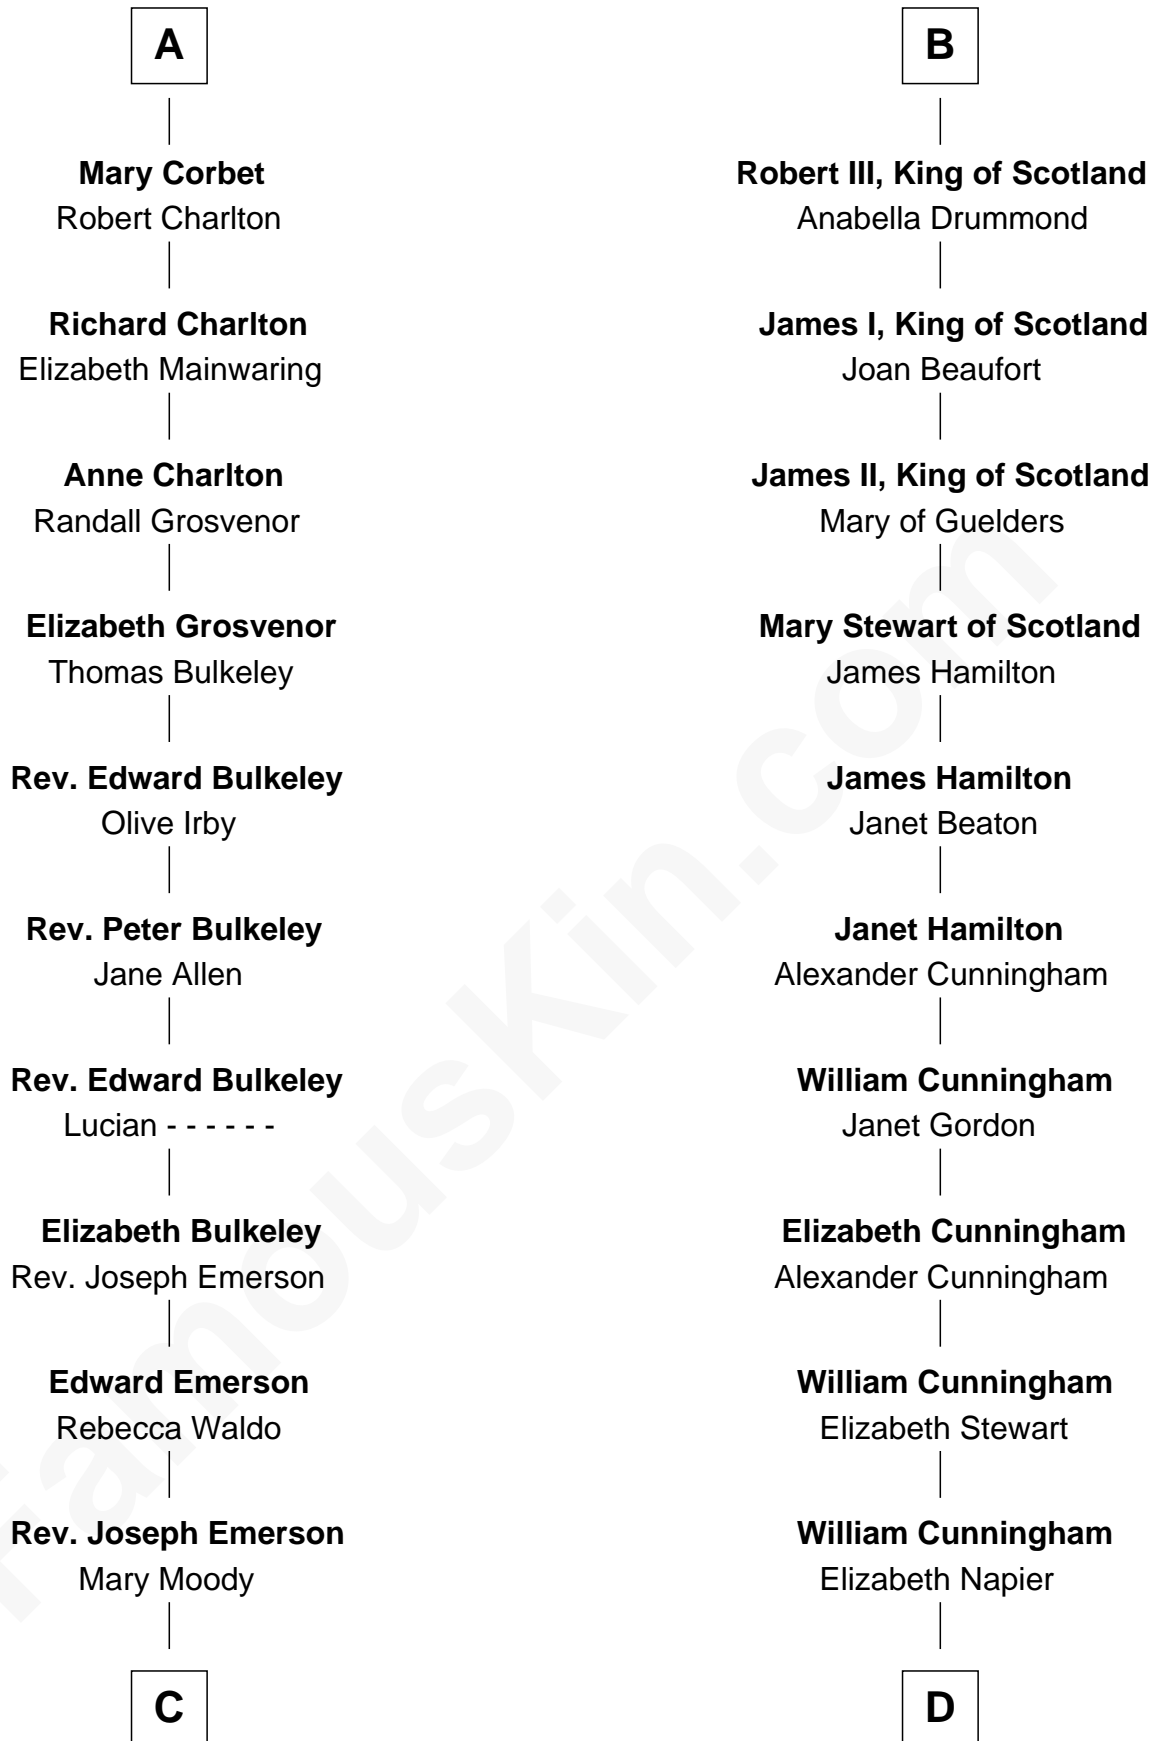 A
Mary Corbet
Robert Charlton
Richard Charlton
Elizabeth Mainwaring
Anne Charlton
Randall Grosvenor
Elizabeth Grosvenor
Thomas Bulkeley
Rev. Edward Bulkeley
Olive Irby
Rev. Peter Bulkeley
Jane Allen
Rev. Edward Bulkeley
Lucian - - - - - -
Elizabeth Bulkeley
Rev. Joseph Emerson
Edward Emerson
Rebecca Waldo
Rev. Joseph Emerson
Mary Moody
C
B
Robert III, King of Scotland
Anabella Drummond
James I, King of Scotland
Joan Beaufort
James II, King of Scotland
Mary of Guelders
Mary Stewart of Scotland
James Hamilton
James Hamilton
Janet Beaton
Janet Hamilton
Alexander Cunningham
William Cunningham
Janet Gordon
Elizabeth Cunningham
Alexander Cunningham
William Cunningham
Elizabeth Stewart
William Cunningham
Elizabeth Napier
D
FamousKin.com